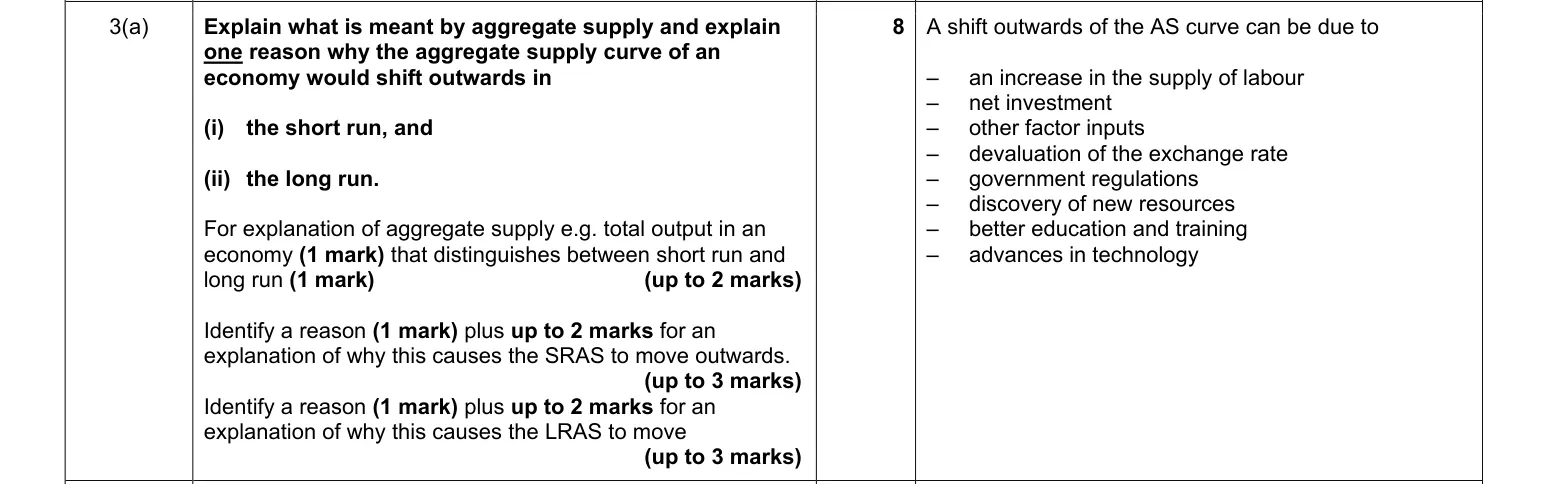 3(a)
Explain what is meant by aggregate supply and explain
one reason why the aggregate supply curve of an
economy would shift outwards in
(i) the short run, and
(ii) the long run.
For explanation of aggregate supply e.g. total output in an
economy (1 mark) that distinguishes between short run and
long run (1 mark) (up to 2 marks)
Identify a reason (1 mark) plus up to 2 marks for an
explanation of why this causes the SRAS to move outwards.
(up to 3 marks)
Identify a reason (1 mark) plus up to 2 marks for an
explanation of why this causes the LRAS to move
(up to 3 marks)
8
A shift outwards of the AS curve can be due to
– an increase in the supply of labour
– net investment
– other factor inputs
– devaluation of the exchange rate
– government regulations
– discovery of new resources
– better education and training
– advances in technology